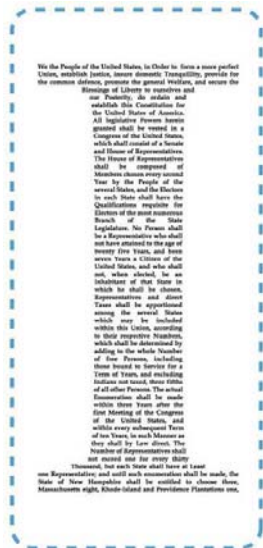 We the People of the United States, in Order to form a more perfect
Union, establish Justice, insure domestic Tranquility, provide for
the common defence, promote the general Welfare, and secure the
Blessings of Liberty to ourselves and
our Posterity, do ordain and
establish this Constitution for
the United States of America.
All legislative Powers herein
granted shall be vested in a
Congress of the United States,
which shall consist of a Senate
and House of Representatives.
The House of Representatives
shall be composed of
Members chosen every second
Year by the People of the
several States, and the Electors
in each State shall have the
Qualifications requisite for
Electors of the most numerous
Branch of the State
Legislature. No Person shall
be a Representative who shall
not have attained to the age of
twenty five Years, and been
seven Years a Citizen of the
United States, and who shall
not, when elected, be an
Inhabitant of that State in
which he shall be chosen.
Representatives and direct
Taxes shall be apportioned
among the several States
which may be included
within this Union, according
to their respective Numbers,
which shall be determined by
adding to the whole Number
of free Persons, including
those bound to Service for a
Term of Years, and excluding
Indians not taxed, three fifths
of all other Persons. The actual
Enumeration shall be made
within three Years after the
first Meeting of the Congress
of the United States, and
within every subsequent Term
of ten Years, in such Manner as
they shall by Law direct. The
Number of Representatives shall
not exceed one for every thirty
Thousand, but each State shall have at Least
one Representative; and until such enumeration shall be made, the
State of New Hampshire shall be entitled to choose three,
Massachusetts eight, Rhode-Island and Providence Plantations one,